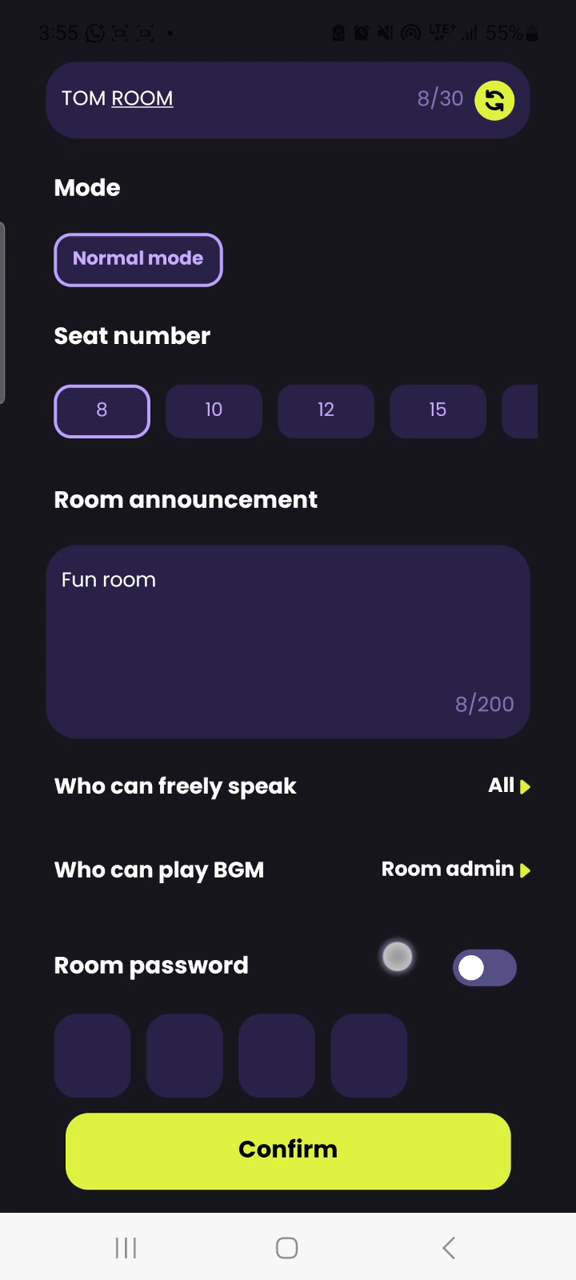 3:55 LTE+ 55%
TOM ROOM 8/30
Mode
Normal mode
Seat number
8 10 12 15
Room announcement
Fun room
8/200
Who can freely speak All
Who can play BGM Room admin
Room password
Confirm